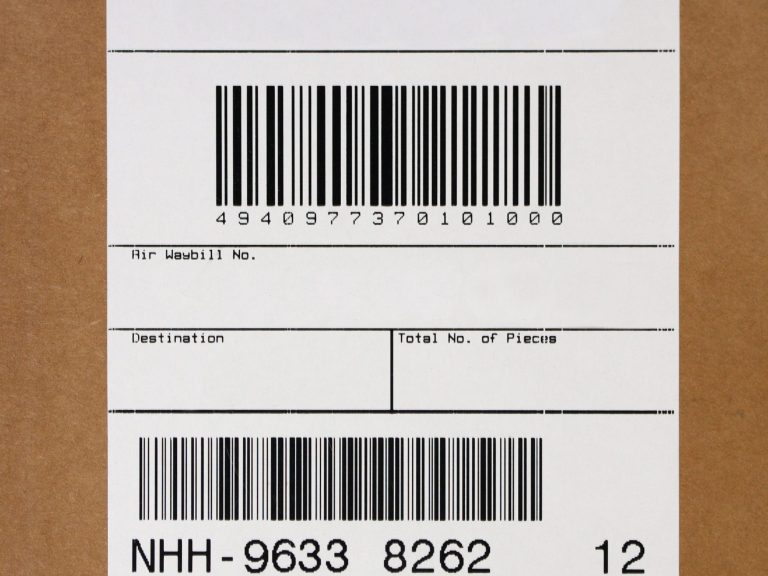 4940977370101000
Air Waybill No.
Destination
Total No. of Pieces
NHH-9633 8262 12